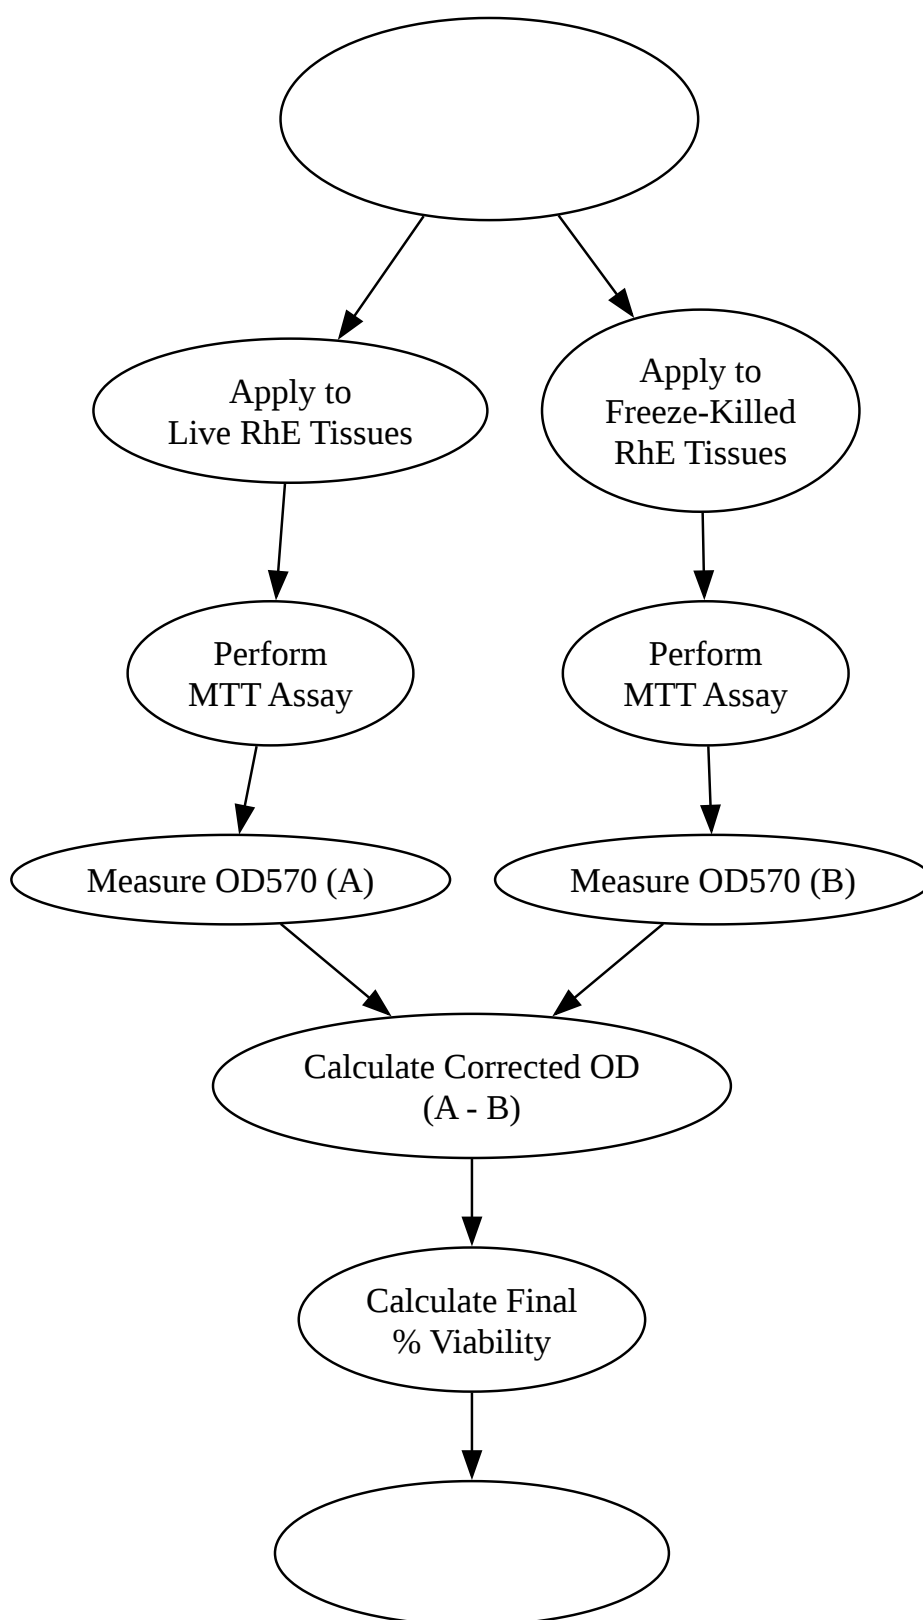 Apply to
Live RhE Tissues
Apply to
Freeze-Killed
RhE Tissues
Perform
MTT Assay
Perform
MTT Assay
Measure OD570 (A)
Measure OD570 (B)
Calculate Corrected OD
(A - B)
Calculate Final
% Viability